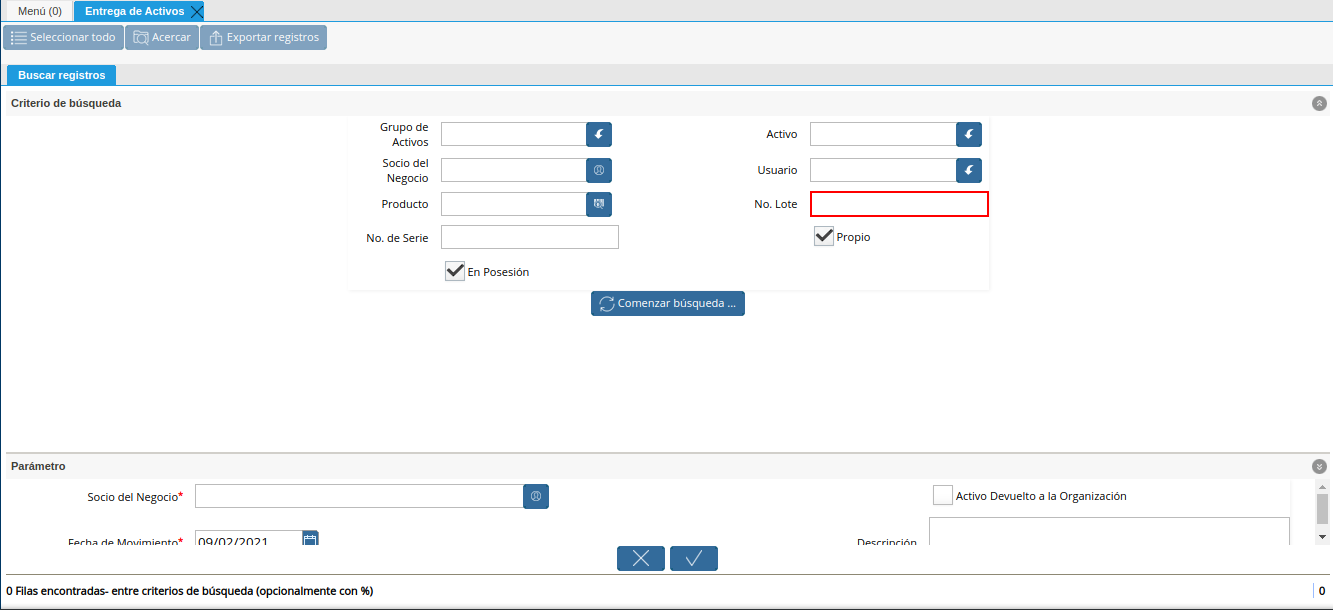 Menú (0) Entrega de Activos
Seleccionar todo Acercar Exportar registros
Buscar registros
Criterio de búsqueda
Grupo de
Activos
Activo
Socio del
Negocio
Usuario
Producto
No. Lote
No. de Serie
Propio
En Posesión
Comenzar búsqueda ...
Parámetro
Socio del Negocio*
Activo Devuelto a la Organización
Fecha de Movimiento* 09/02/2021
Descripción
0 Filas encontradas- entre criterios de búsqueda (opcionalmente con %) 0